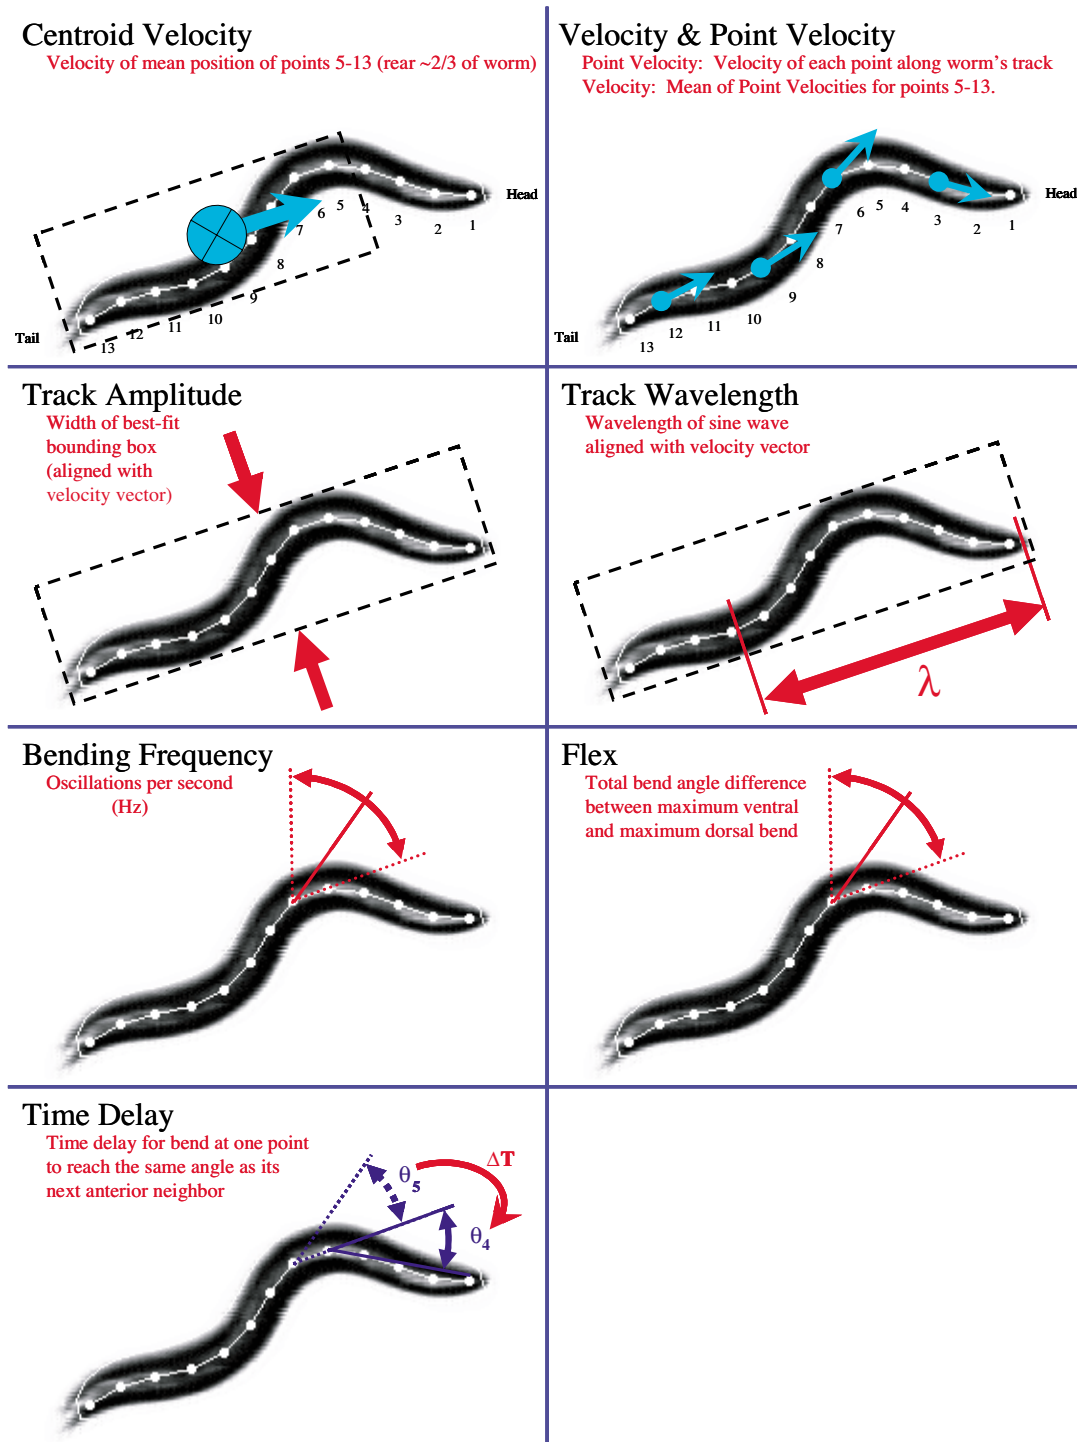 Centroid Velocity
Velocity of mean position of points 5-13 (rear ~2/3 of worm)
Head
1
2
3
4
5
6
7
8
9
10
11
12
13
Tail
Velocity & Point Velocity
Point Velocity:  Velocity of each point along worm's track
Velocity:  Mean of Point Velocities for points 5-13.
Head
1
2
3
4
5
6
7
8
9
10
11
12
13
Tail
Track Amplitude
Width of best-fit
bounding box
(aligned with
velocity vector)
Track Wavelength
Wavelength of sine wave
aligned with velocity vector
λ
Bending Frequency
Oscillations per second
(Hz)
Flex
Total bend angle difference
between maximum ventral
and maximum dorsal bend
Time Delay
Time delay for bend at one point
to reach the same angle as its
next anterior neighbor
θ5
ΔT
θ4